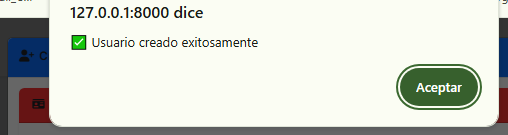 127.0.0.1:8000 dice
✅ Usuario creado exitosamente
Aceptar